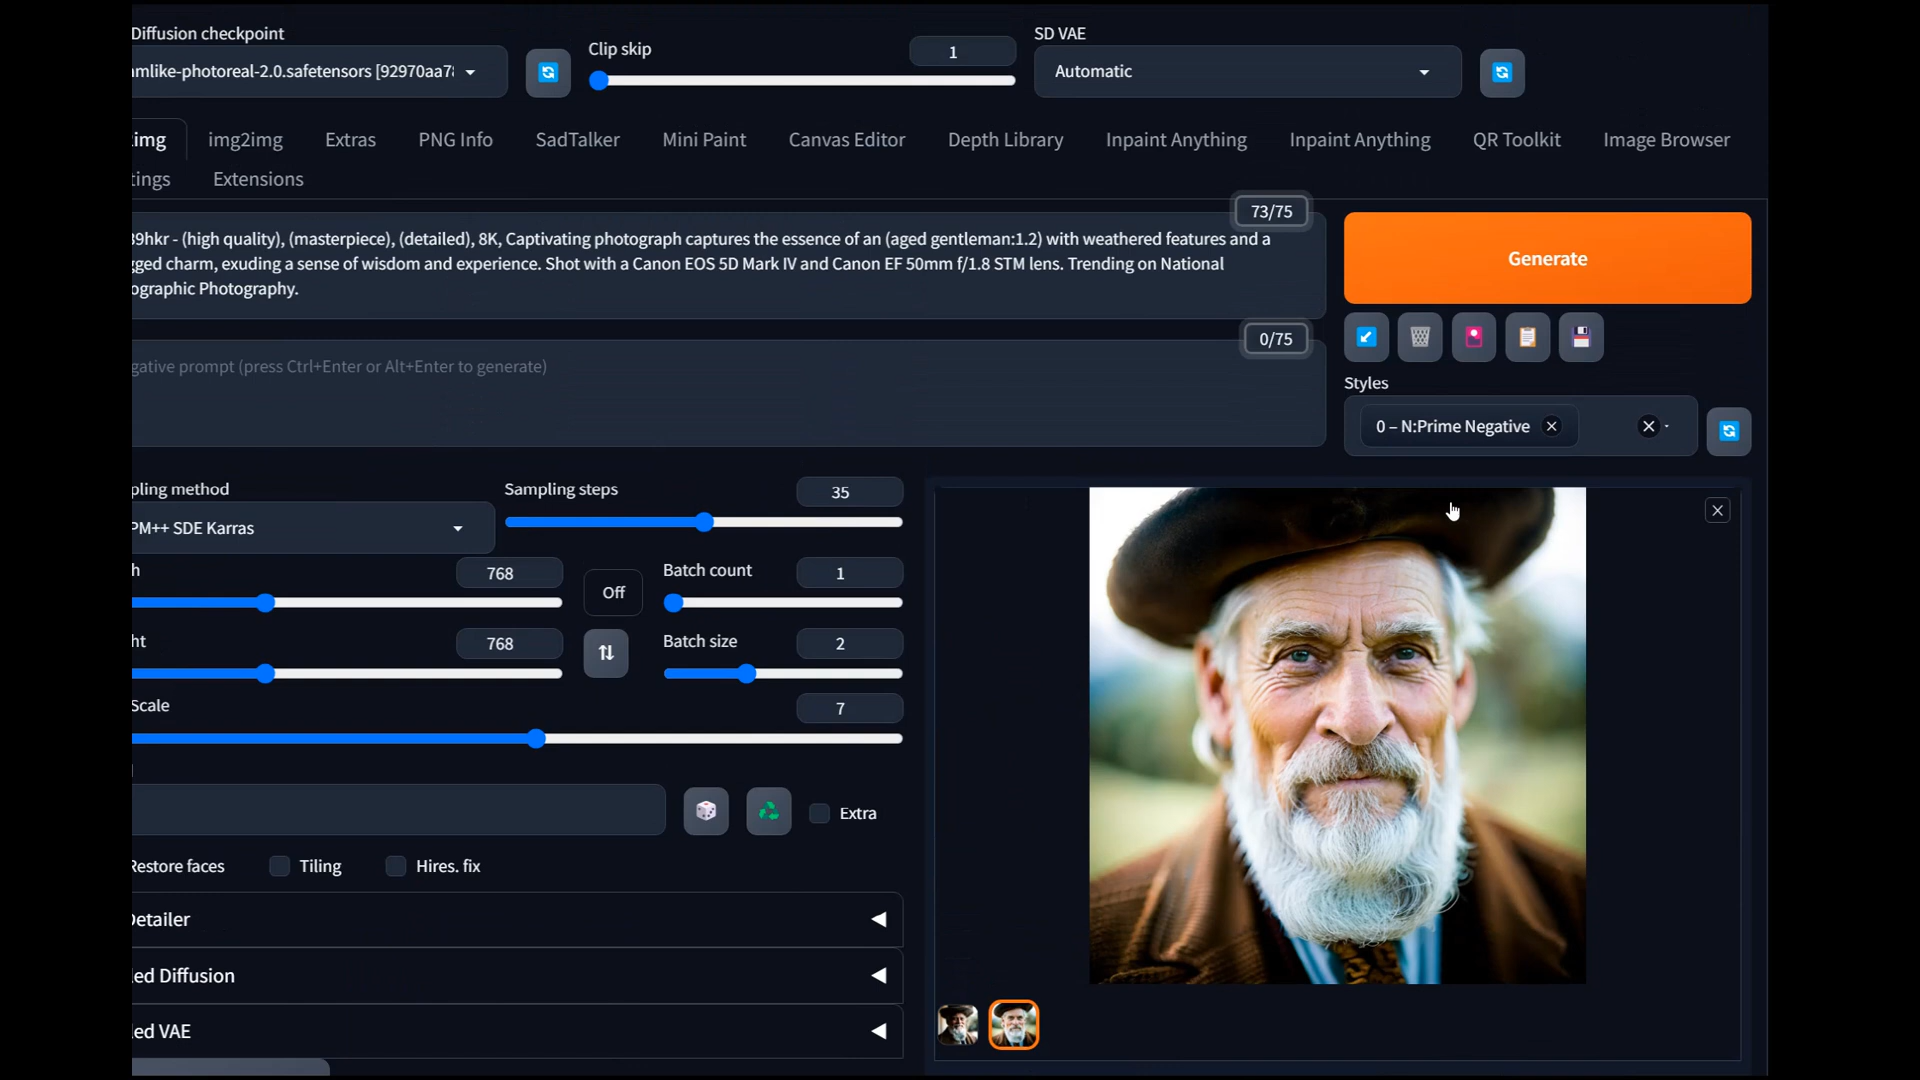 Diffusion checkpoint
Clip skip
1
SD VAE
mlike-photoreal-2.0.safetensors [92970aa78
Automatic
img
img2img
Extras
PNG Info
SadTalker
Mini Paint
Canvas Editor
Depth Library
Inpaint Anything
Inpaint Anything
QR Toolkit
Image Browser
tings
Extensions
73/75
39hkr - (high quality), (masterpiece), (detailed), 8K, Captivating photograph captures the essence of an (aged gentleman:1.2) with weathered features and a
gged charm, exuding a sense of wisdom and experience. Shot with a Canon EOS 5D Mark IV and Canon EF 50mm f/1.8 STM lens. Trending on National
ographic Photography.
Generate
0/75
gative prompt (press Ctrl+Enter or Alt+Enter to generate)
Styles
0 – N:Prime Negative
pling method
Sampling steps
35
PM++ SDE Karras
h
768
Off
Batch count
1
ht
768
Batch size
2
Scale
7
Extra
Restore faces
Tiling
Hires. fix
Detailer
led Diffusion
led VAE